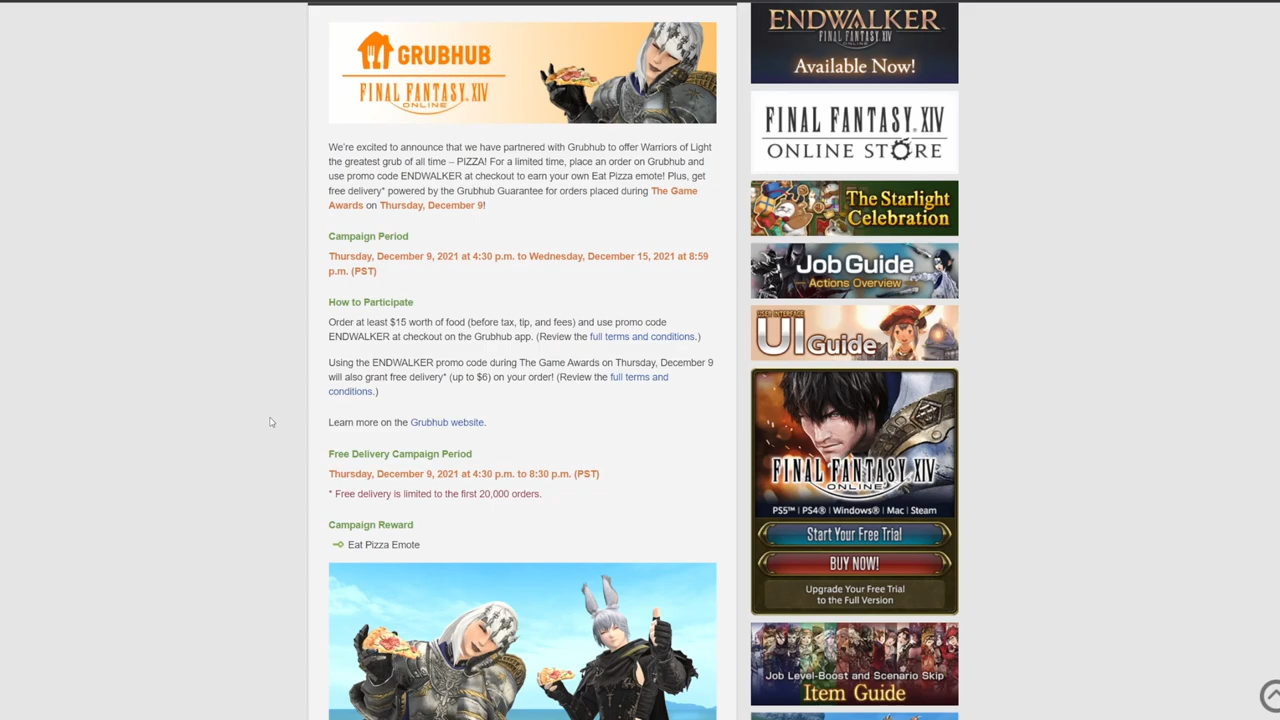 GRUBHUB
FINAL FANTASY XIV
ONLINE
We're excited to announce that we have partnered with Grubhub to offer Warriors of Light
the greatest grub of all time – PIZZA! For a limited time, place an order on Grubhub and
use promo code ENDWALKER at checkout to earn your own Eat Pizza emote! Plus, get
free delivery* powered by the Grubhub Guarantee for orders placed during The Game
Awards on Thursday, December 9!
Campaign Period
Thursday, December 9, 2021 at 4:30 p.m. to Wednesday, December 15, 2021 at 8:59
p.m. (PST)
How to Participate
Order at least $15 worth of food (before tax, tip, and fees) and use promo code
ENDWALKER at checkout on the Grubhub app. (Review the full terms and conditions.)
Using the ENDWALKER promo code during The Game Awards on Thursday, December 9
will also grant free delivery* (up to $6) on your order! (Review the full terms and
conditions.)
Learn more on the Grubhub website.
Free Delivery Campaign Period
Thursday, December 9, 2021 at 4:30 p.m. to 8:30 p.m. (PST)
* Free delivery is limited to the first 20,000 orders.
Campaign Reward
Eat Pizza Emote
ENDWALKER
FINAL FANTASY XIV
ONLINE
Available Now!
FINAL FANTASY XIV
ONLINE STORE
The Starlight
Celebration
Job Guide
Actions Overview
USER INTERFACE
UI Guide
FINAL FANTASY XIV
ONLINE
PS5™ | PS4® | Windows® | Mac | Steam
Start Your Free Trial
BUY NOW!
Upgrade Your Free Trial
to the Full Version
Job Level-Boost and Scenario Skip
Item Guide